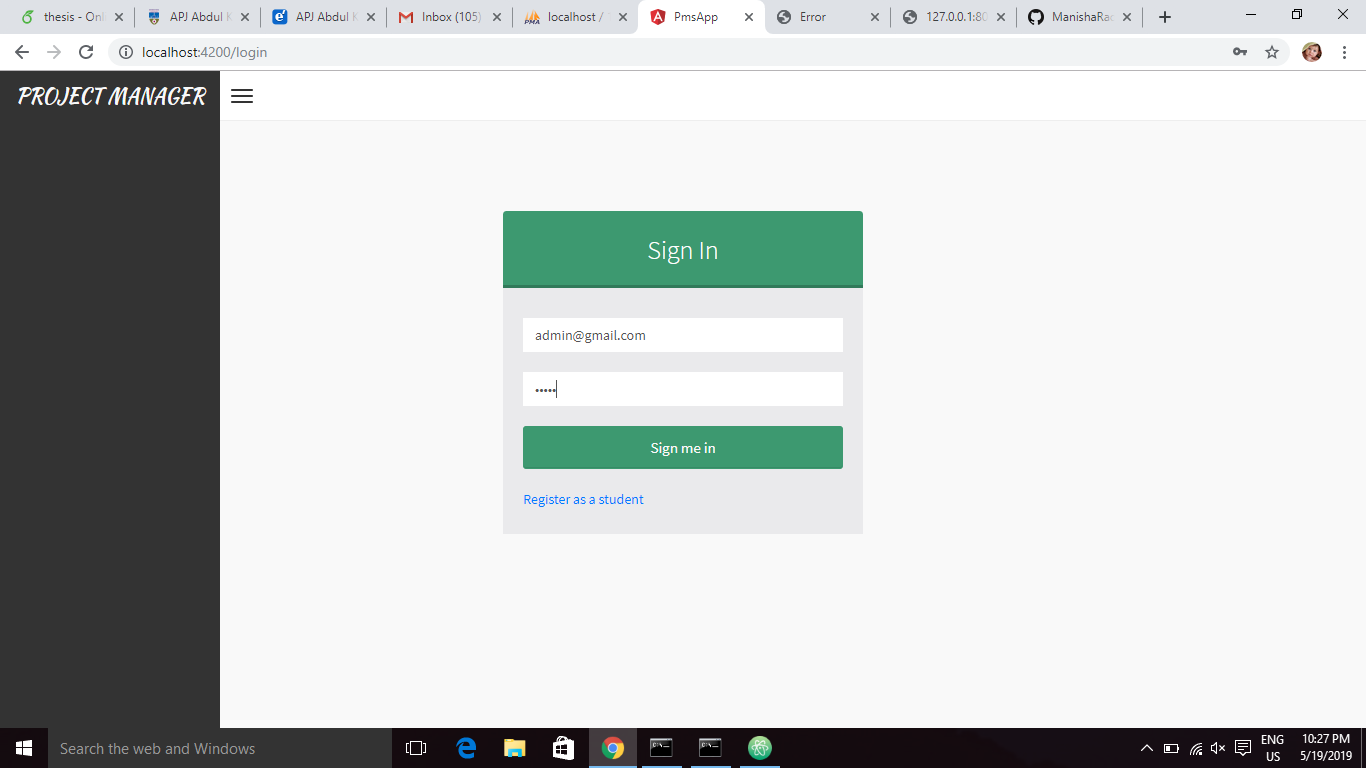 thesis - Onl
APJ Abdul K
APJ Abdul K
Inbox (105)
localhost /
PmsApp
Error
127.0.0.1:80
ManishaRac
localhost:4200/login
PROJECT MANAGER
Sign In
admin@gmail.com
•••••
Sign me in
Register as a student
Search the web and Windows
ENG
US
10:27 PM
5/19/2019